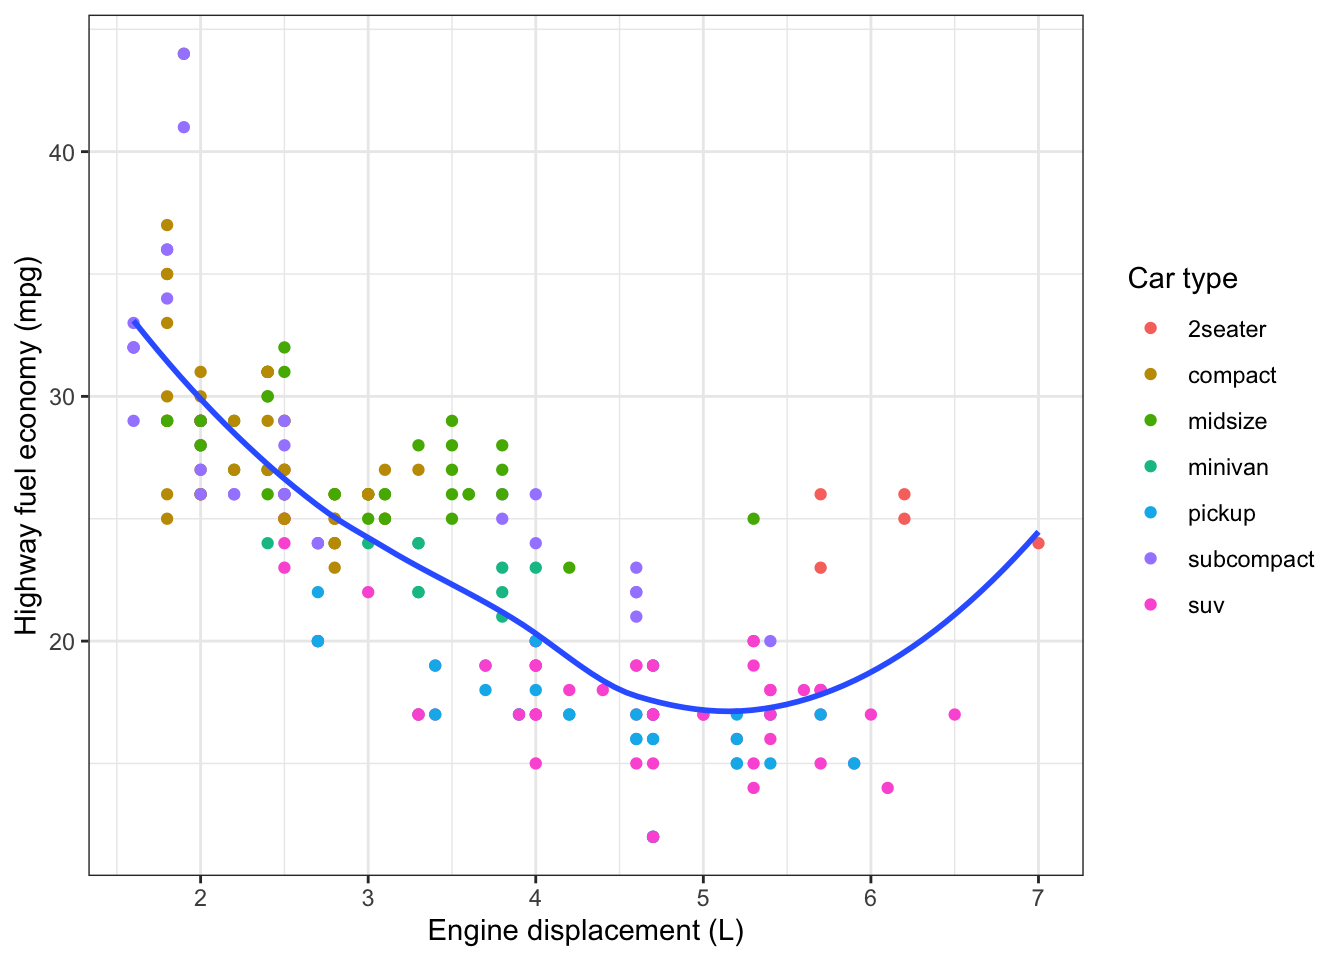 Highway fuel economy (mpg)
40
30
20
2 3 4 5 6 7
Engine displacement (L)
Car type
2seater
compact
midsize
minivan
pickup
subcompact
suv